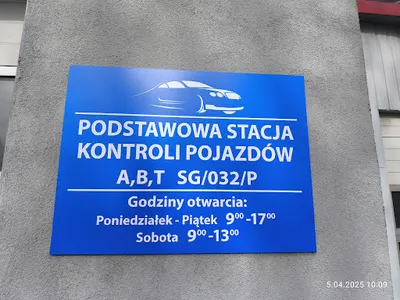 PODSTAWOWA STACJA
KONTROLI POJAZDÓW
A,B,T SG/032/P
Godziny otwarcia:
Poniedziałek - Piątek 9⁰⁰-17⁰⁰
Sobota 9⁰⁰-13⁰⁰
5.04.2025 10:09